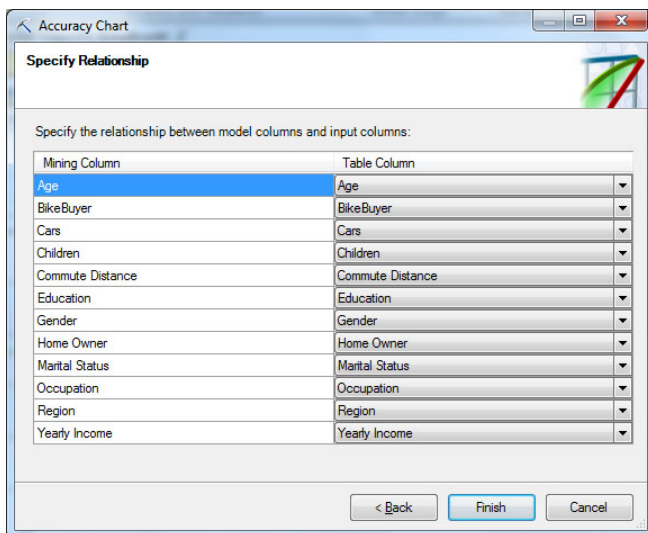 Accuracy Chart
Specify Relationship
Specify the relationship between model columns and input columns:
Mining Column Table Column
Age Age
BikeBuyer BikeBuyer
Cars Cars
Children Children
Commute Distance Commute Distance
Education Education
Gender Gender
Home Owner Home Owner
Marital Status Marital Status
Occupation Occupation
Region Region
Yearly Income Yearly Income
< Back Finish Cancel